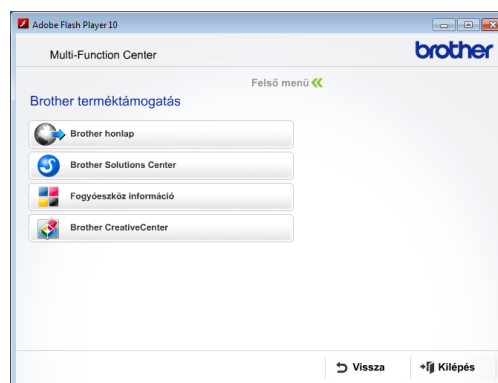 Adobe Flash Player 10
Multi-Function Center
brother
Felső menü
Brother terméktámogatás
Brother honlap
Brother Solutions Center
Fogyóeszköz információ
Brother CreativeCenter
Vissza
Kilépés